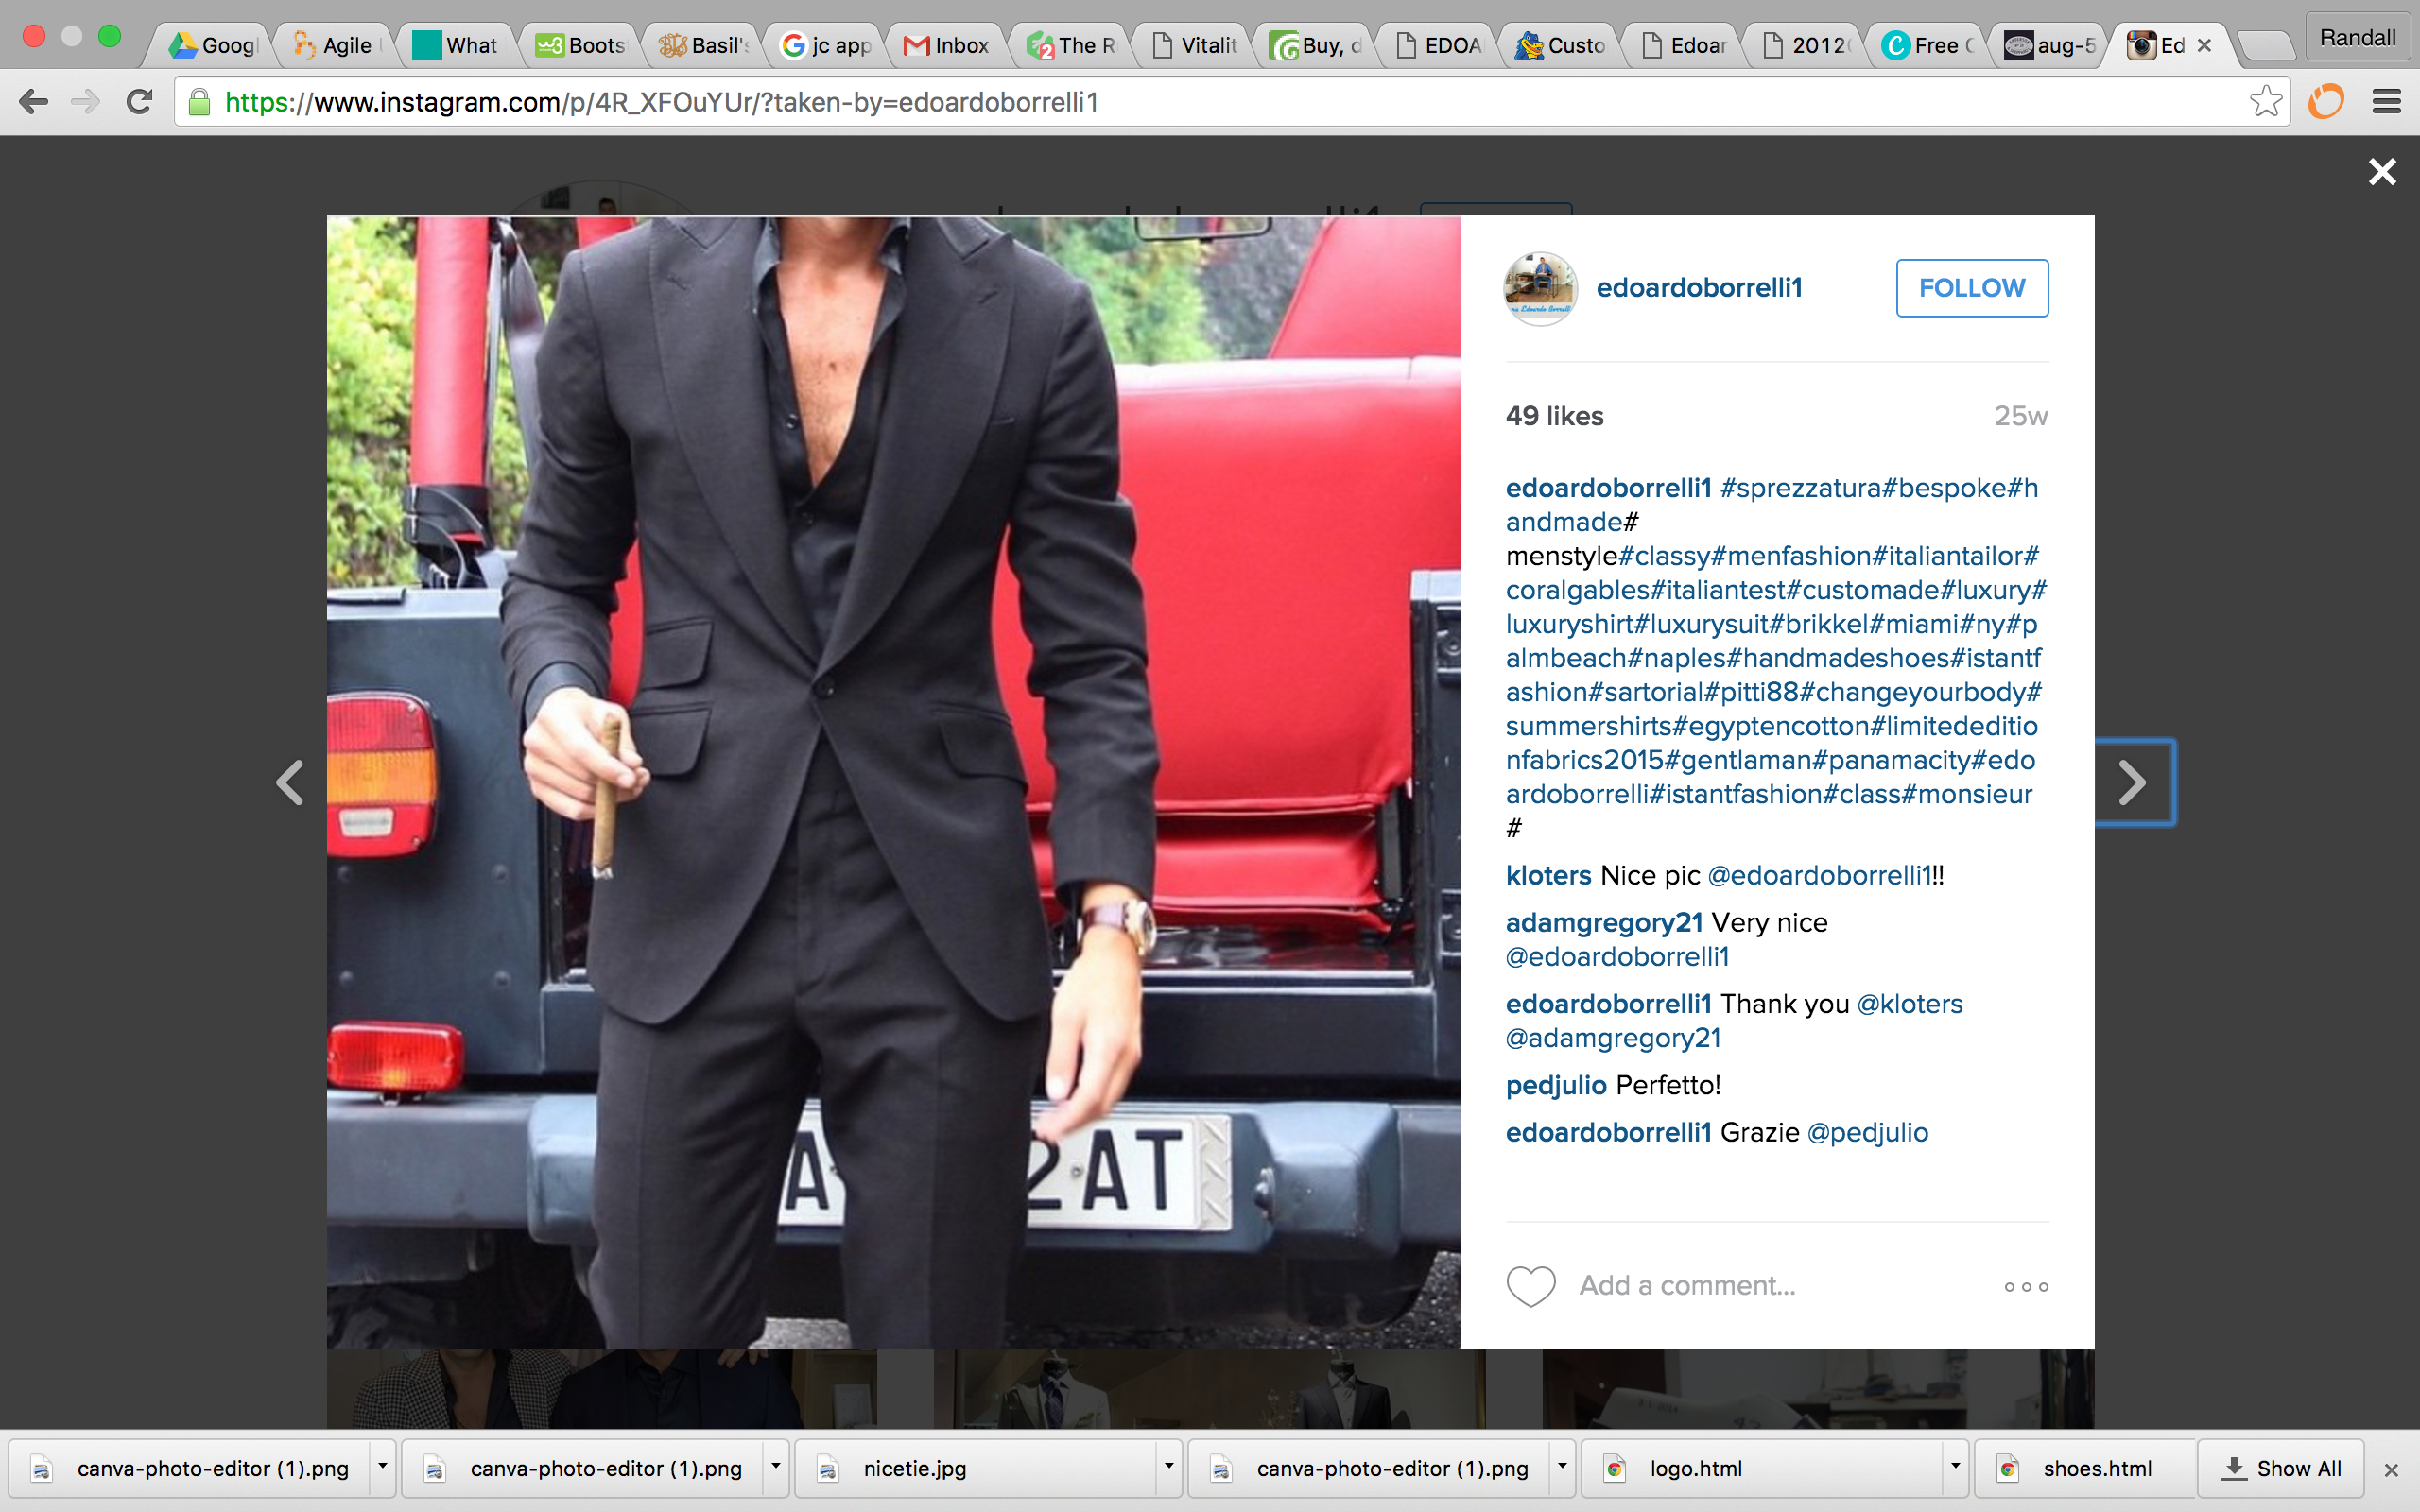 Googl
Agile
What
Boots
Basil's
jc app
Inbox
The R
Vitalit
Buy, d
EDOA
Custo
Edoar
2012
Free C
aug-5
Ed
Randall
https://www.instagram.com/p/4R_XFOuYUr/?taken-by=edoardoborrelli1
edoardoborrelli1
FOLLOW
49 likes
25w
edoardoborrelli1 #sprezzatura#bespoke#h
andmade#
menstyle#classy#menfashion#italiantailor#
coralgables#italiantest#customade#luxury#
luxuryshirt#luxurysuit#brikkel#miami#ny#p
almbeach#naples#handmadeshoes#istantf
ashion#sartorial#pitti88#changeyourbody#
summershirts#egyptencotton#limiteditio
nfabrics2015#gentlaman#panamacity#edo
ardoborrelli#istantfashion#class#monsieur
#
kloters Nice pic @edoardoborrelli1!!
adamgregory21 Very nice
@edoardoborrelli1
edoardoborrelli1 Thank you @kloters
@adamgregory21
pedjulio Perfetto!
edoardoborrelli1 Grazie @pedjulio
Add a comment...
A 2 AT
canva-photo-editor (1).png
canva-photo-editor (1).png
nicetie.jpg
canva-photo-editor (1).png
logo.html
shoes.html
Show All